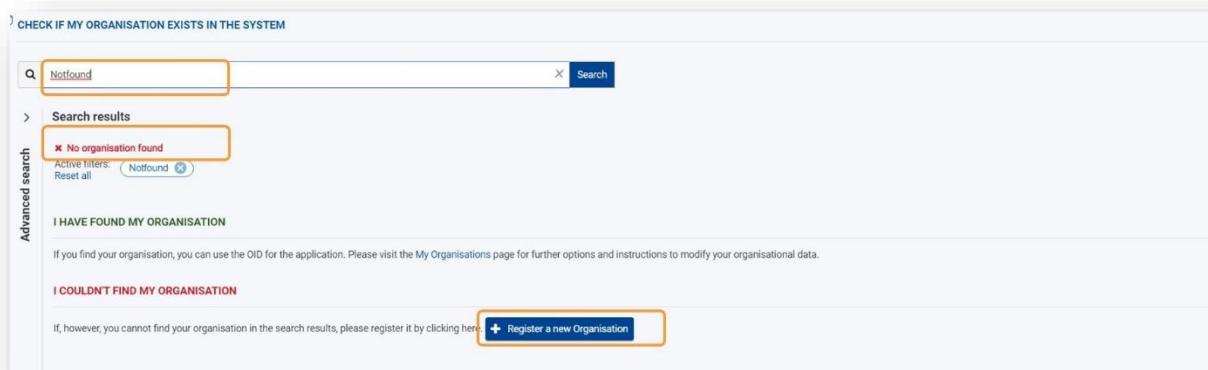 CHECK IF MY ORGANISATION EXISTS IN THE SYSTEM
Notfound
Search
Search results
No organisation found
Active filters:
Notfound
Reset all
Advanced search
I HAVE FOUND MY ORGANISATION
If you find your organisation, you can use the OID for the application. Please visit the My Organisations page for further options and instructions to modify your organisational data.
I COULDN'T FIND MY ORGANISATION
If, however, you cannot find your organisation in the search results, please register it by clicking here. Register a new Organisation